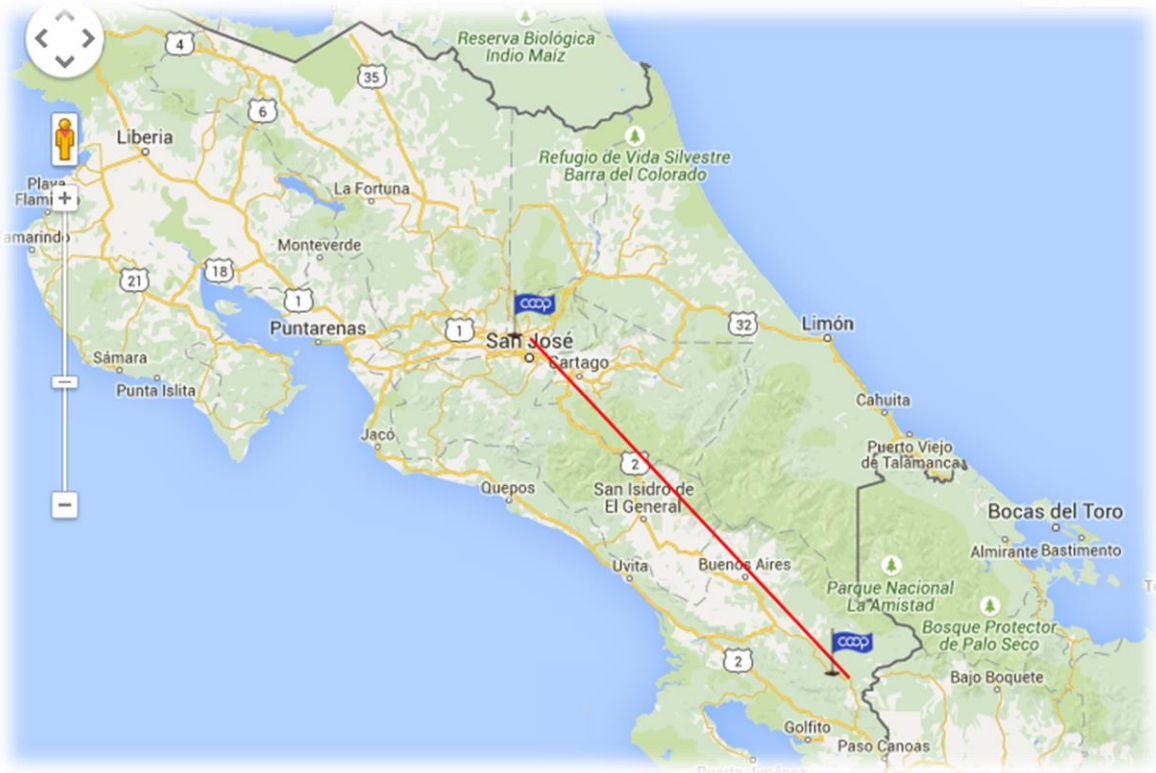 Reserva Biológica
Indio Maíz
4
35
6
Liberia
Refugio de Vida Silvestre
Barra del Colorado
Playa
La Fortuna
amarindo
Monteverde
18
21
1
coop
Puntarenas
1
San José
32
Limón
Cartago
Sámara
Punta Islita
Cahuita
Jacó
Puerto Viejo
de Talamanca
2
Quepos
San Isidro de
El General
Bocas del Toro
Almirante
Bastimento
Uvita
Buenos Aires
Parque Nacional
La Amistad
Bosque Protector
de Palo Seco
coop
2
Bajo Boquete
Golfito
Paso Canoas